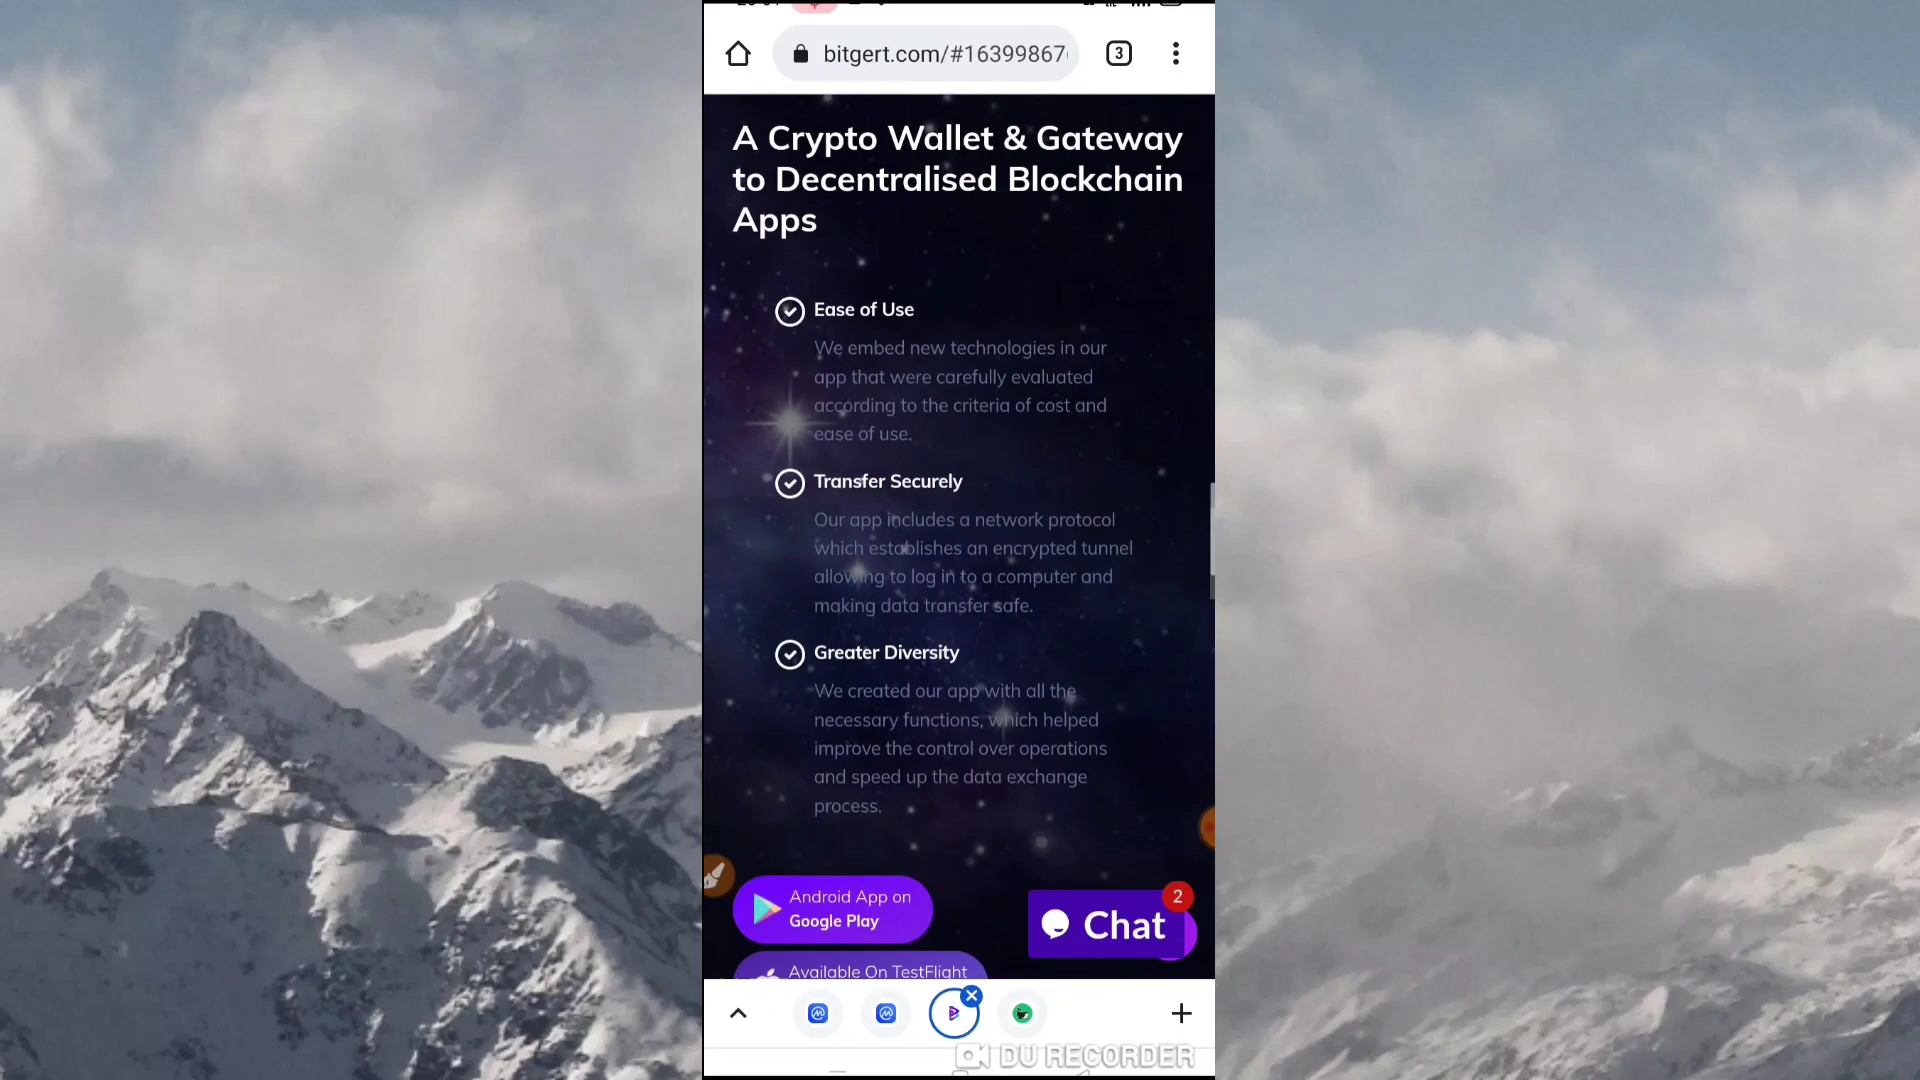 bitgert.com/#16399867
3
A Crypto Wallet & Gateway
to Decentralised Blockchain
Apps
Ease of Use
We embed new technologies in our
app that were carefully evaluated
according to the criteria of cost and
ease of use.
Transfer Securely
Our app includes a network protocol
which establishes an encrypted tunnel
allowing to log in to a computer and
making data transfer safe.
Greater Diversity
We created our app with all the
necessary functions, which helped
improve the control over operations
and speed up the data exchange
process.
Android App on
Google Play
2
Chat
Available On TestFlight
DU RECORDER